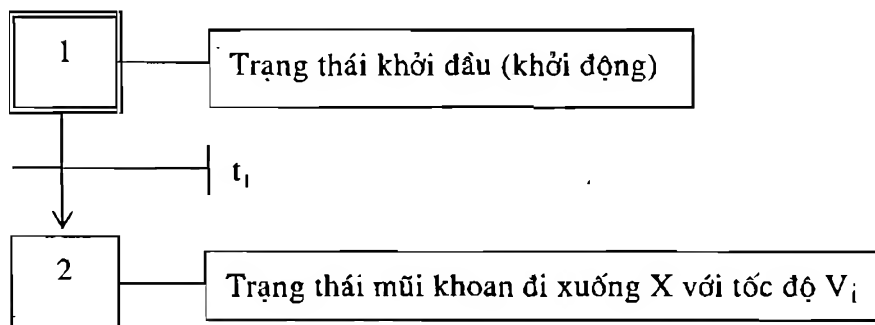 1
Trạng thái khởi đầu (khởi động)
t₁
2
Trạng thái mũi khoan đi xuống X với tốc độ Vᵢ